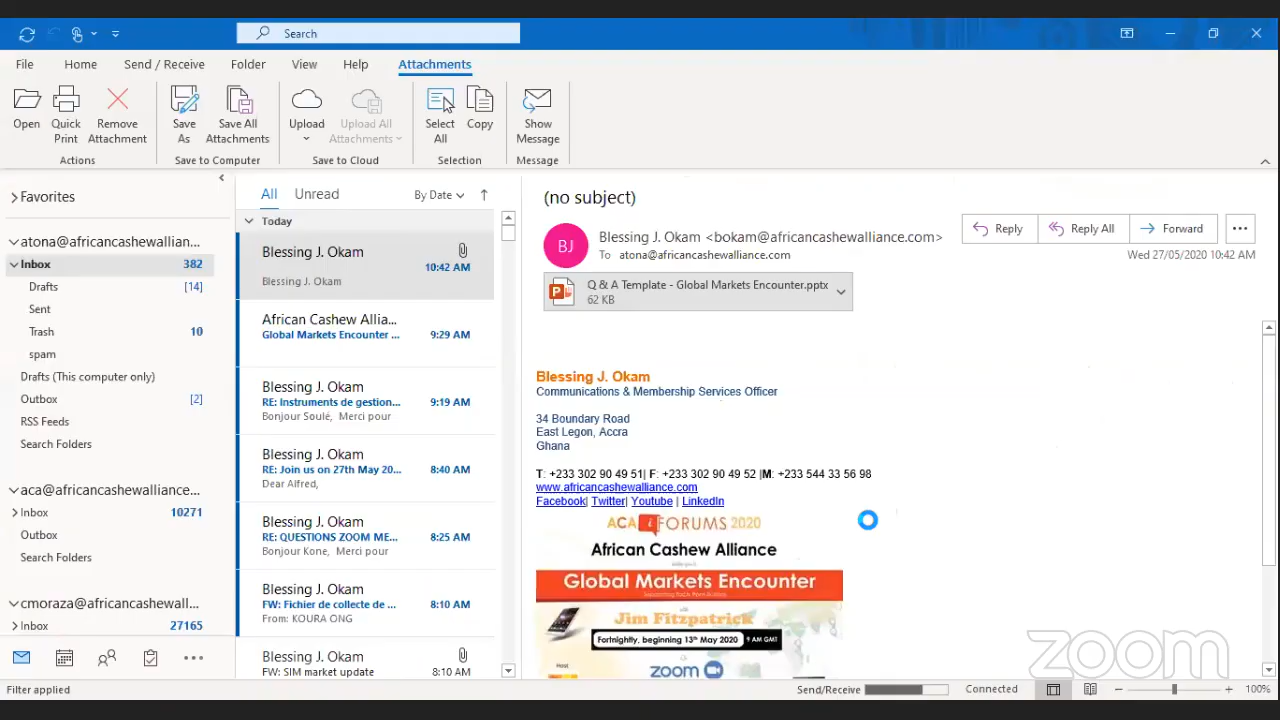 Search
File Home Send / Receive Folder View Help Attachments
Open Quick Print Remove Attachment Save As Save All Attachments Upload Upload All Attachments Select All Copy Show Message
Actions Save to Computer Save to Cloud Selection Message
Favorites
atona@africancashewallian...
Inbox 382
Drafts [14]
Sent
Trash 10
spam
Drafts (This computer only)
Outbox [2]
RSS Feeds
Search Folders
aca@africancashewalliance...
Inbox 10271
Outbox
Search Folders
cmoraza@africancashewall...
Inbox 27165
All Unread By Date
Today
Blessing J. Okam
10:42 AM
Blessing J. Okam
African Cashew Allia...
Global Markets Encounter ... 9:29 AM
Blessing J. Okam
RE: Instruments de gestion... 9:19 AM
Bonjour Soulé, Merci pour
Blessing J. Okam
RE: Join us on 27th May 20... 8:40 AM
Dear Alfred,
Blessing J. Okam
RE: QUESTIONS ZOOM ME... 8:25 AM
Bonjour Kone, Merci pour
Blessing J. Okam
FW: Fichier de collecte de ... 8:10 AM
From: KOURA ONG
Blessing J. Okam
FW: SIM market update 8:10 AM
(no subject)
BJ
Blessing J. Okam <bokam@africancashewalliance.com>
To atona@africancashewalliance.com
Reply Reply All Forward
Wed 27/05/2020 10:42 AM
Q & A Template - Global Markets Encounter.pptx
62 KB
Blessing J. Okam
Communications & Membership Services Officer
34 Boundary Road
East Legon, Accra
Ghana
T: +233 302 90 49 51| F: +233 302 90 49 52 |M: +233 544 33 56 98
www.africancashewalliance.com
Facebook| Twitter| Youtube | LinkedIn
ACA iFORUMS 2020
African Cashew Alliance
Global Markets Encounter
Jim Fitzpatrick
Fortnightly, beginning 13th May 2020 9 AM GMT
Host
zoom
zoom
Filter applied Send/Receive Connected 100%